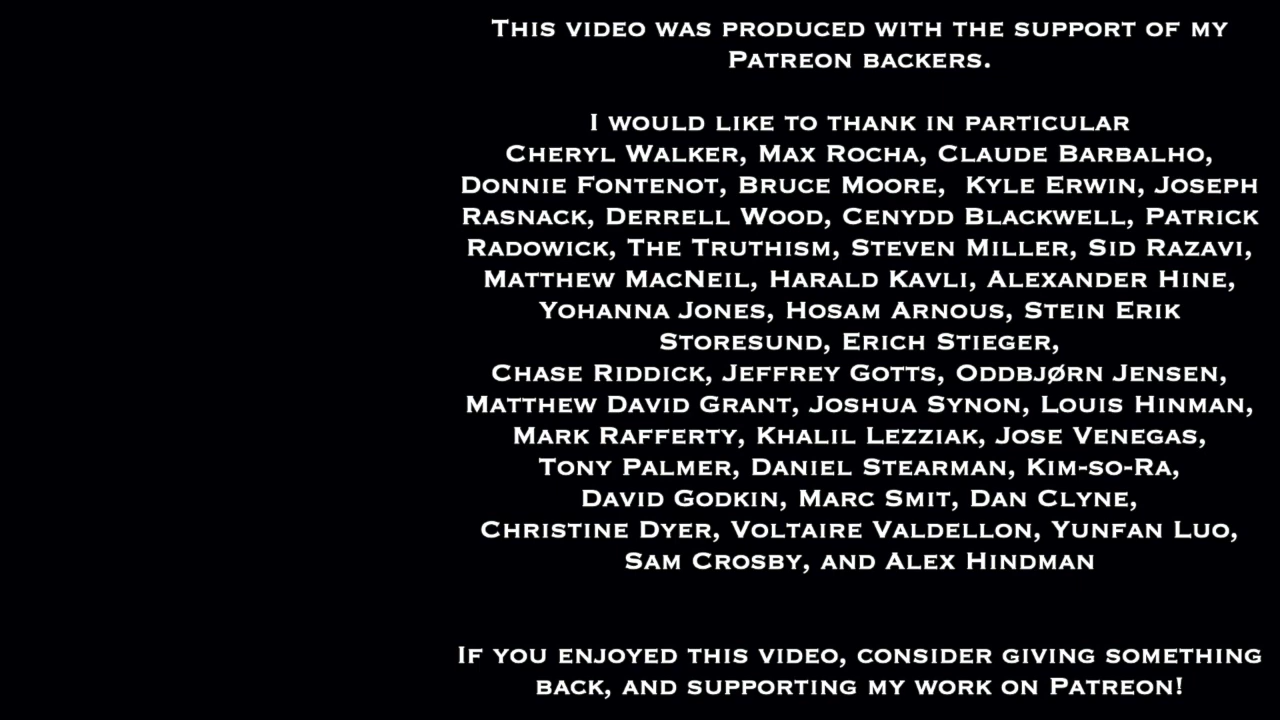 This video was produced with the support of my
Patreon backers.
I would like to thank in particular
Cheryl Walker, Max Rocha, Claude Barbalho,
Donnie Fontenot, Bruce Moore,  Kyle Erwin, Joseph
Rasnack, Derrell Wood, Cenydd Blackwell, Patrick
Radowick, The Truthism, Steven Miller, Sid Razavi,
Matthew MacNeil, Harald Kavli, Alexander Hine,
Yohanna Jones, Hosam Arnous, Stein Erik
Storesund, Erich Stieger,
Chase Riddick, Jeffrey Gotts, Oddbjørn Jensen,
Matthew David Grant, Joshua Synon, Louis Hinman,
Mark Rafferty, Khalil Lezziak, Jose Venegas,
Tony Palmer, Daniel Stearman, Kim-so-Ra,
David Godkin, Marc Smit, Dan Clyne,
Christine Dyer, Voltaire Valdellon, Yunfan Luo,
Sam Crosby, and Alex Hindman
If you enjoyed this video, consider giving something
back, and supporting my work on Patreon!